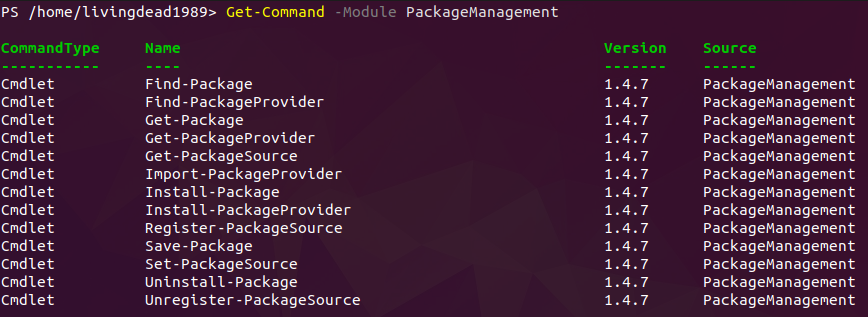 PS /home/livingdead1989> Get-Command -Module PackageManagement
CommandType Name Version Source
----------- ---- ------- ------
Cmdlet Find-Package 1.4.7 PackageManagement
Cmdlet Find-PackageProvider 1.4.7 PackageManagement
Cmdlet Get-Package 1.4.7 PackageManagement
Cmdlet Get-PackageProvider 1.4.7 PackageManagement
Cmdlet Get-PackageSource 1.4.7 PackageManagement
Cmdlet Import-PackageProvider 1.4.7 PackageManagement
Cmdlet Install-Package 1.4.7 PackageManagement
Cmdlet Install-PackageProvider 1.4.7 PackageManagement
Cmdlet Register-PackageSource 1.4.7 PackageManagement
Cmdlet Save-Package 1.4.7 PackageManagement
Cmdlet Set-PackageSource 1.4.7 PackageManagement
Cmdlet Uninstall-Package 1.4.7 PackageManagement
Cmdlet Unregister-PackageSource 1.4.7 PackageManagement